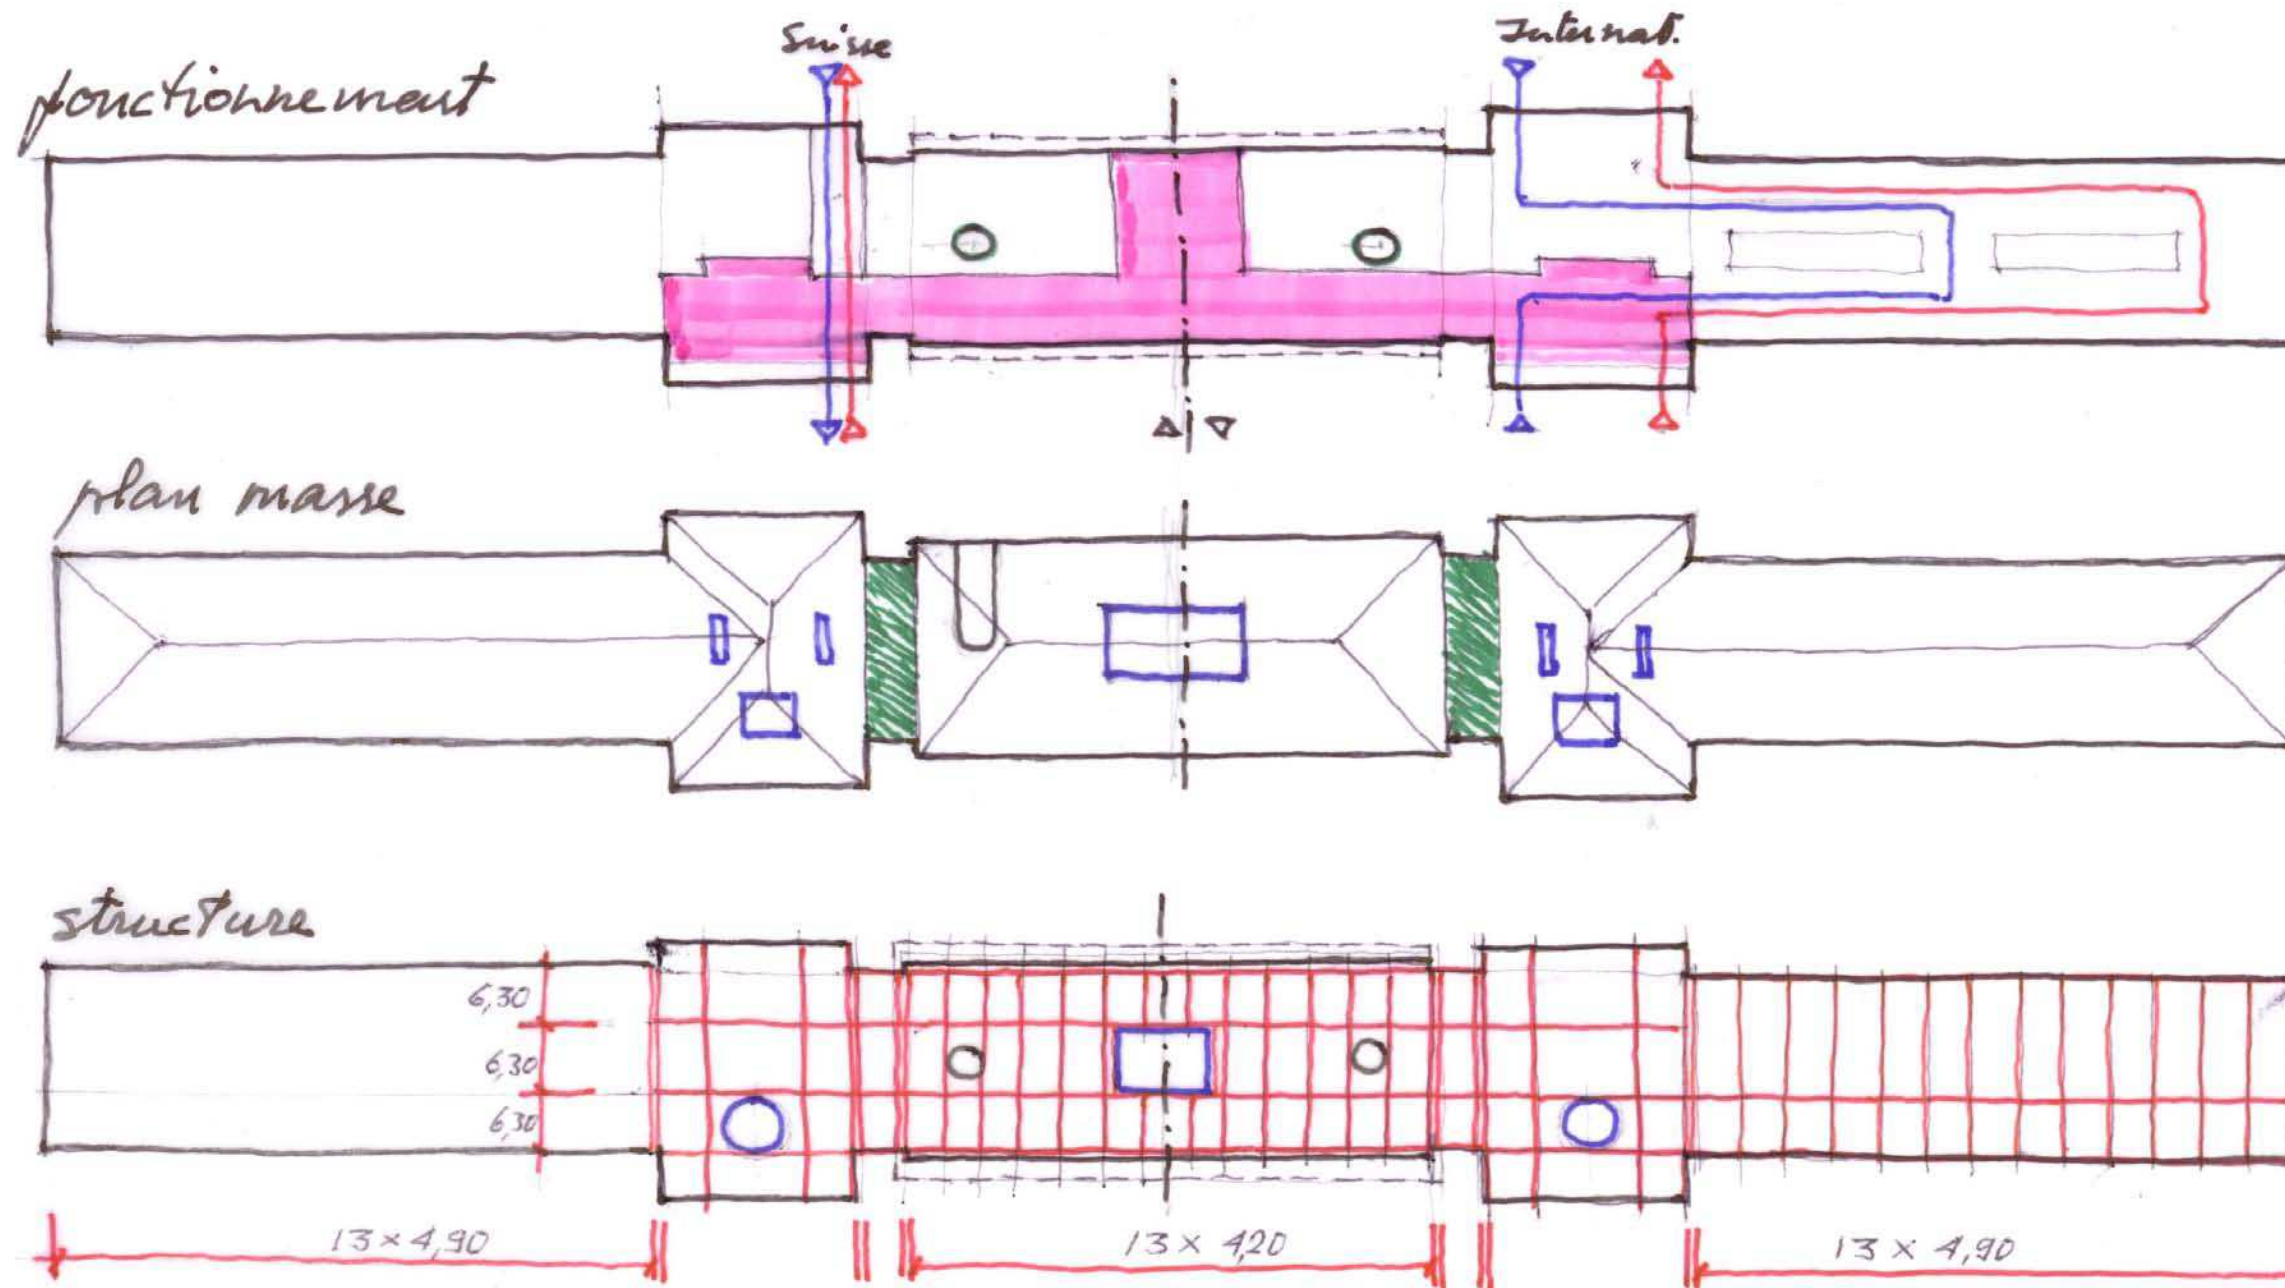 Suisse
Internat.
fonctionnement
plan masse
structure
6,30
6,30
6,30
13 × 4,90
13 × 4,20
13 × 4,90